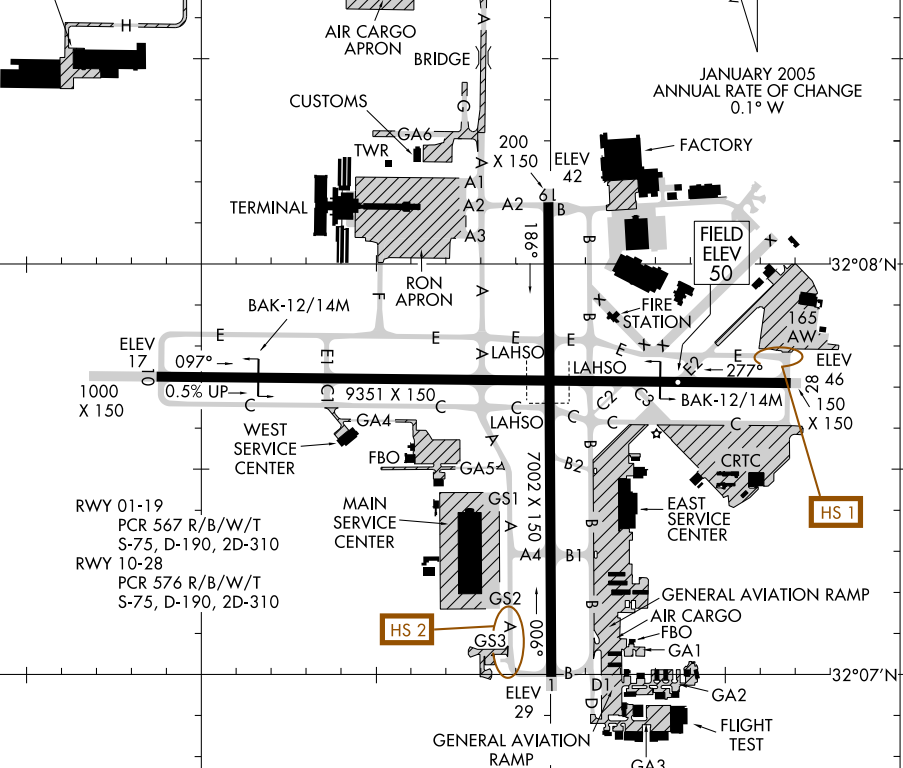 H
A
AIR CARGO
APRON
BRIDGE
JANUARY 2005
ANNUAL RATE OF CHANGE
0.1° W
CUSTOMS
G
GA6
TWR
A
200
X 150
ELEV
42
FACTORY
A1
TERMINAL
A2
A2
19
B
A3
B
186°
FIELD
ELEV
50
X
32°08'N
RON
APRON
F
A
BAK-12/14M
X
B
FIRE
STATION
165
AW
E
E
E
E
X
X
E
E
ELEV
17
097°
E1
A
LAHSO
LAHSO
E2
277°
ELEV
46
10
28
1000
X 150
0.5% UP
9351 X 150
C1
C
C
C
C
C2
C
C3
C
BAK-12/14M
150
X 150
GA4
LAHSO
WEST
SERVICE
CENTER
A
B
FBO
GA5
B2
CRTC
7002 X 150
RWY 01-19
PCR 567 R/B/W/T
S-75, D-190, 2D-310
RWY 10-28
PCR 576 R/B/W/T
S-75, D-190, 2D-310
MAIN
SERVICE
CENTER
GS1
A
B
EAST
SERVICE
CENTER
HS 1
A4
B1
GENERAL AVIATION RAMP
GS2
B
AIR CARGO
HS 2
A
006°
FBO
GS3
GA1
B
D1
32°07'N
ELEV
29
1
D
GA2
GENERAL AVIATION
RAMP
FLIGHT
TEST
GA3